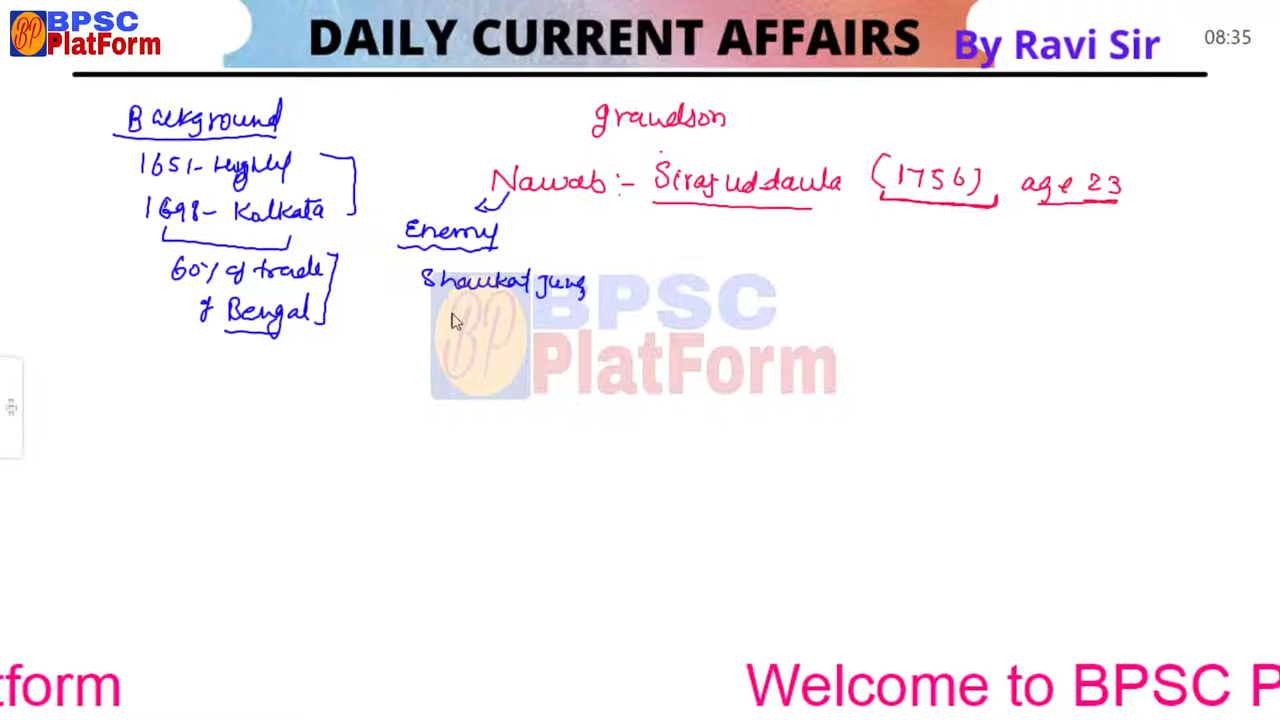 BPSC
PlatForm
DAILY CURRENT AFFAIRS
By Ravi Sir
08:35
Background
1651- Hughly
1698- Kolkata
60% of trade
of Bengal
grandson
Nawab :- Sirajuddaula (1756) age 23
Enemy
Shaukat Jung
BPSC
PlatForm
tform
Welcome to BPSC P